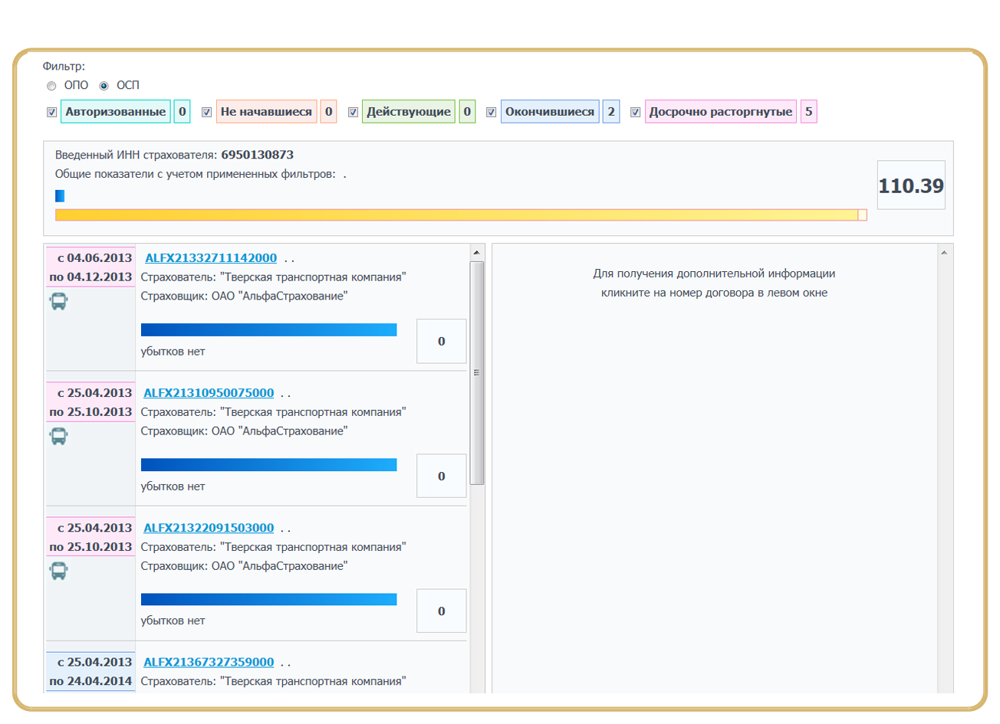 Фильтр:
ОПО ОСП
Авторизованные 0 Не начавшиеся 0 Действующие 0 Окончившиеся 2 Досрочно расторгнутые 5
Введенный ИНН страхователя: 6950130873
Общие показатели с учетом примененных фильтров: .
110.39
с 04.06.2013 ALFX21332711142000 . .
по 04.12.2013 Страхователь: "Тверская транспортная компания"
Страховщик: ОАО "АльфаСтрахование"
0
убытков нет
с 25.04.2013 ALFX21310950075000 . .
по 25.10.2013 Страхователь: "Тверская транспортная компания"
Страховщик: ОАО "АльфаСтрахование"
0
убытков нет
с 25.04.2013 ALFX21322091503000 . .
по 25.10.2013 Страхователь: "Тверская транспортная компания"
Страховщик: ОАО "АльфаСтрахование"
0
убытков нет
с 25.04.2013 ALFX21367327359000 . .
по 24.04.2014 Страхователь: "Тверская транспортная компания"
Для получения дополнительной информации
кликните на номер договора в левом окне